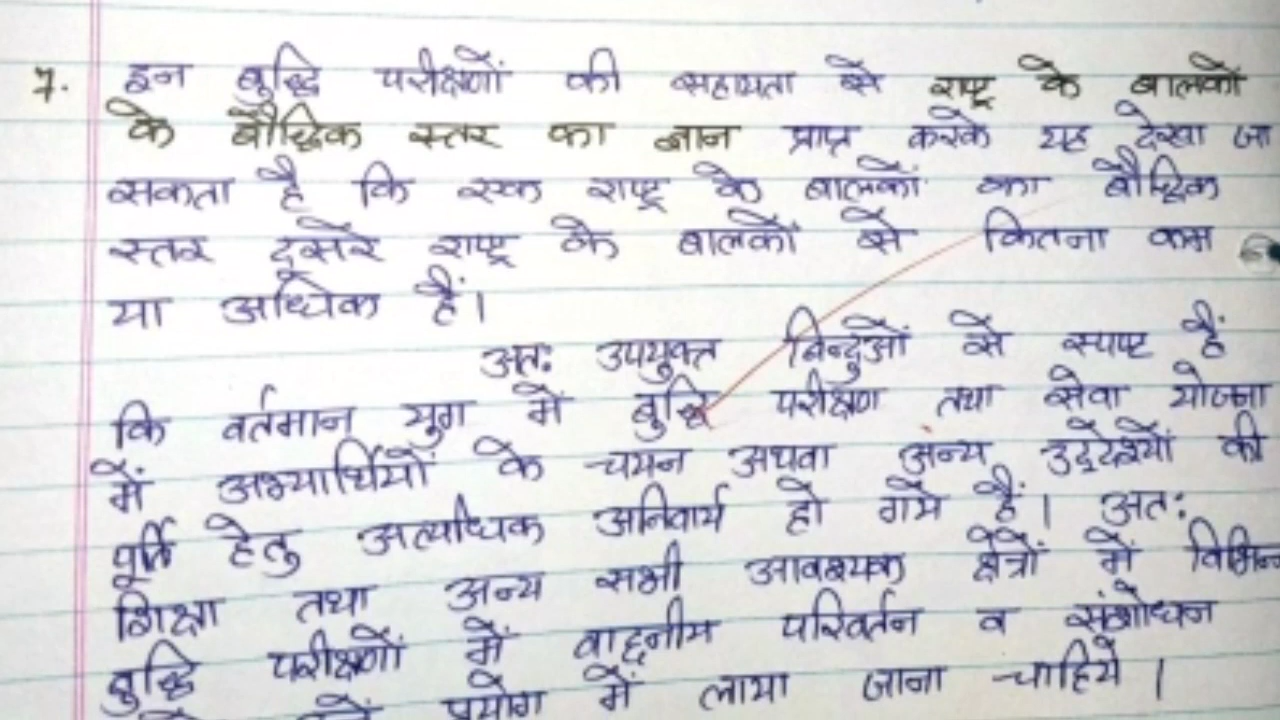 7. इन बुद्धि परीक्षणों की सहायता से राष्ट्र के बालकों
के बौद्धिक स्तर का ज्ञान प्राप्त करके यह देखा जा
सकता है कि एक राष्ट्र के बालकों का बौद्धिक
स्तर दूसरे राष्ट्र के बालकों से कितना कम
या अधिक हैं।
अतः उपयुक्त बिन्दुओं से स्पष्ट हैं
कि वर्तमान युग में बुद्धि परीक्षण तथा सेवा योजना
में अभ्यार्थियों के चयन अथवा अन्य उद्देश्यों की
पूर्ति हेतु अत्यधिक अनिवार्य हो गये हैं। अतः
शिक्षा तथा अन्य सभी आवश्यक क्षेत्रों में विभिन्न
बुद्धि परीक्षणों में वाछनीय परिवर्तन व संशोधन
प्रयोग में लाया जाना चाहिये।